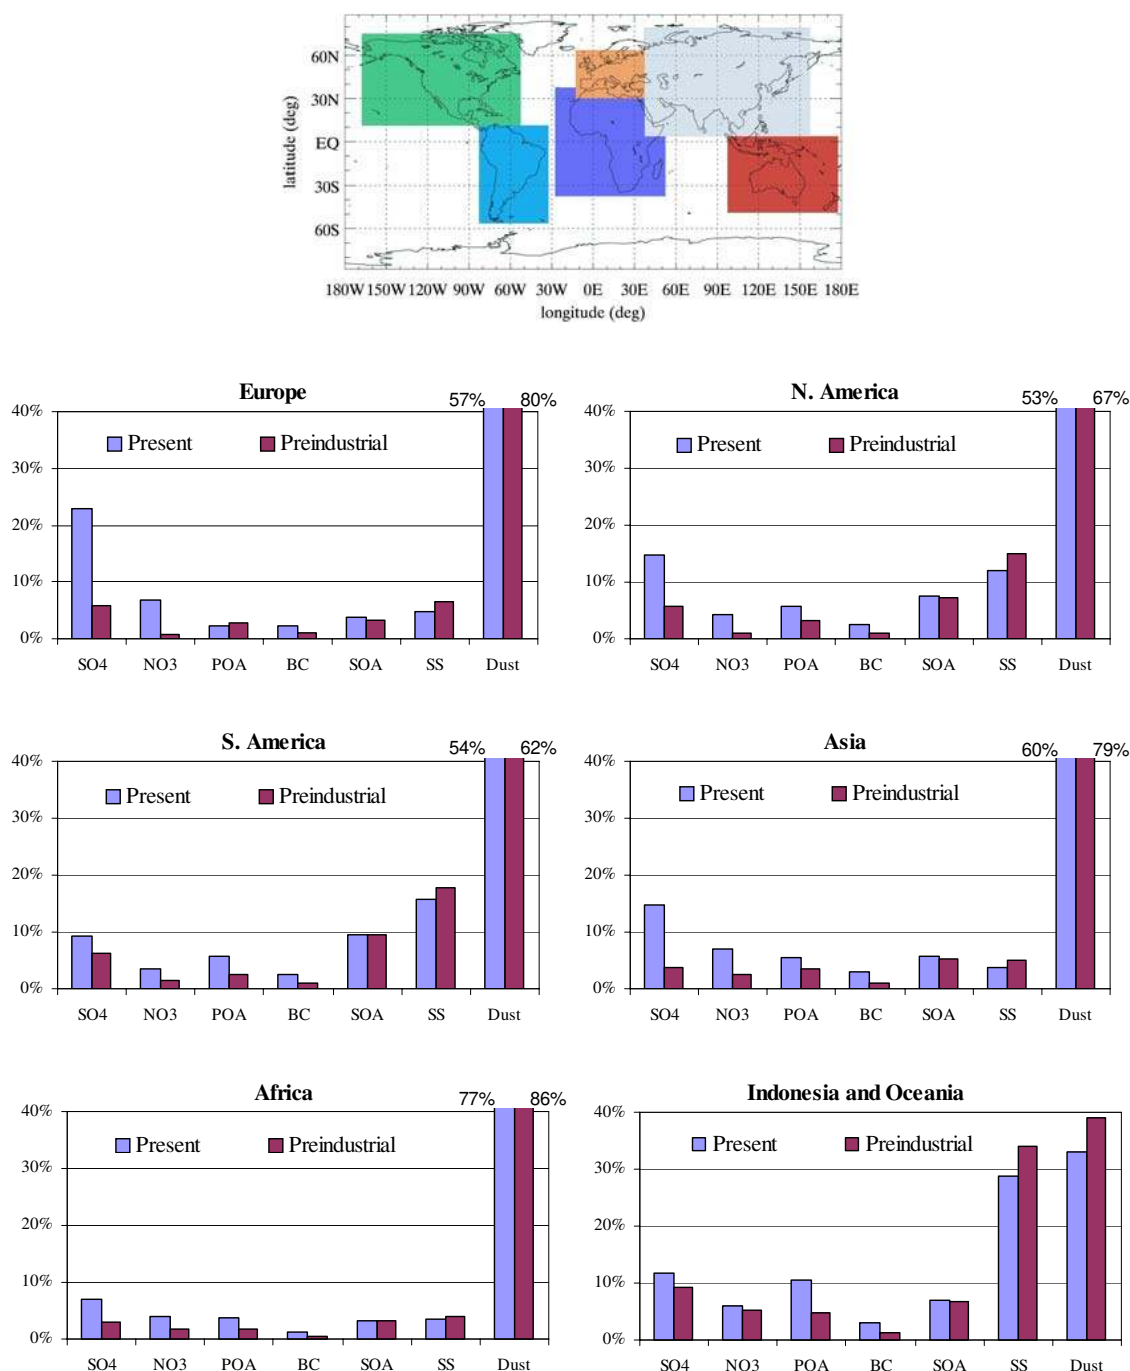 60N
30N
EQ
30S
60S
latitude (deg)
180W 150W 120W 90W 60W 30W 0E 30E 60E 90E 120E 150E 180E
longitude (deg)
Europe
57% 80%
40%
30%
20%
10%
0%
Present Preindustrial
SO4 NO3 POA BC SOA SS Dust
N. America
53% 67%
40%
30%
20%
10%
0%
Present Preindustrial
SO4 NO3 POA BC SOA SS Dust
S. America
54% 62%
40%
30%
20%
10%
0%
Present Preindustrial
SO4 NO3 POA BC SOA SS Dust
Asia
60% 79%
40%
30%
20%
10%
0%
Present Preindustrial
SO4 NO3 POA BC SOA SS Dust
Africa
77% 86%
40%
30%
20%
10%
0%
Present Preindustrial
SO4 NO3 POA BC SOA SS Dust
Indonesia and Oceania
40%
30%
20%
10%
0%
Present Preindustrial
SO4 NO3 POA BC SOA SS Dust